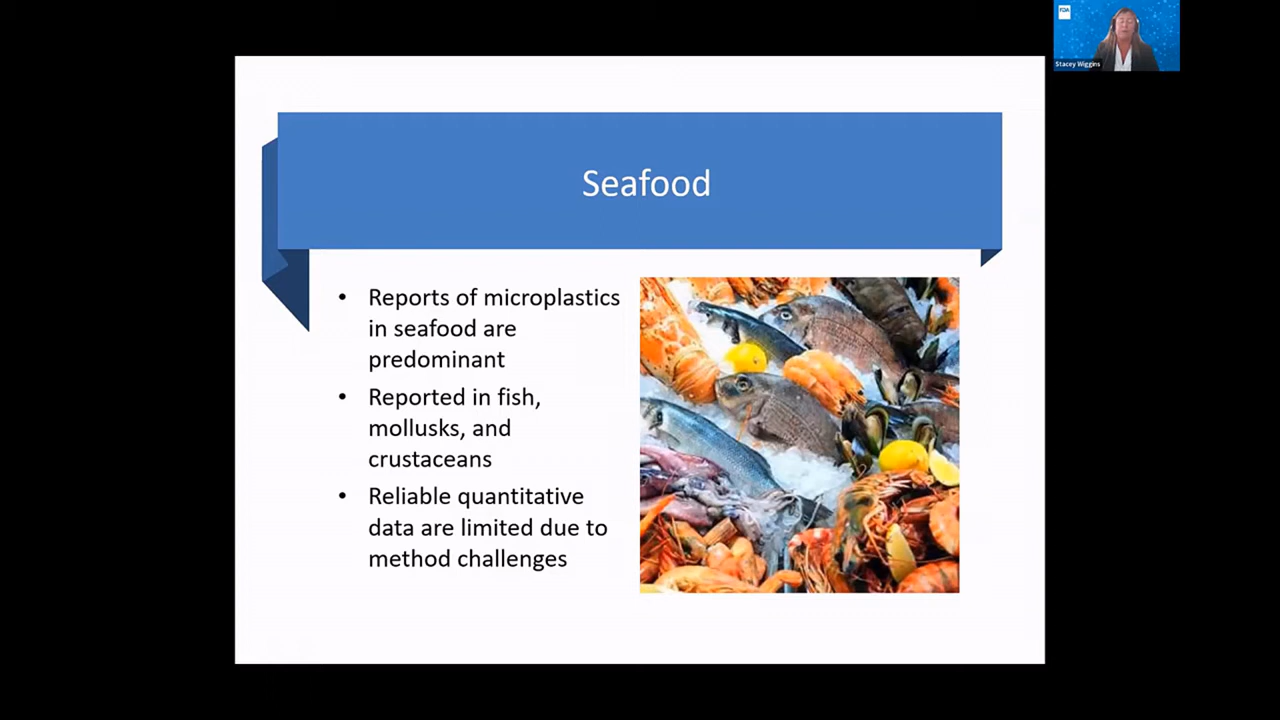 FDA
Stacey Wiggins
Seafood
• Reports of microplastics
in seafood are
predominant
• Reported in fish,
mollusks, and
crustaceans
• Reliable quantitative
data are limited due to
method challenges